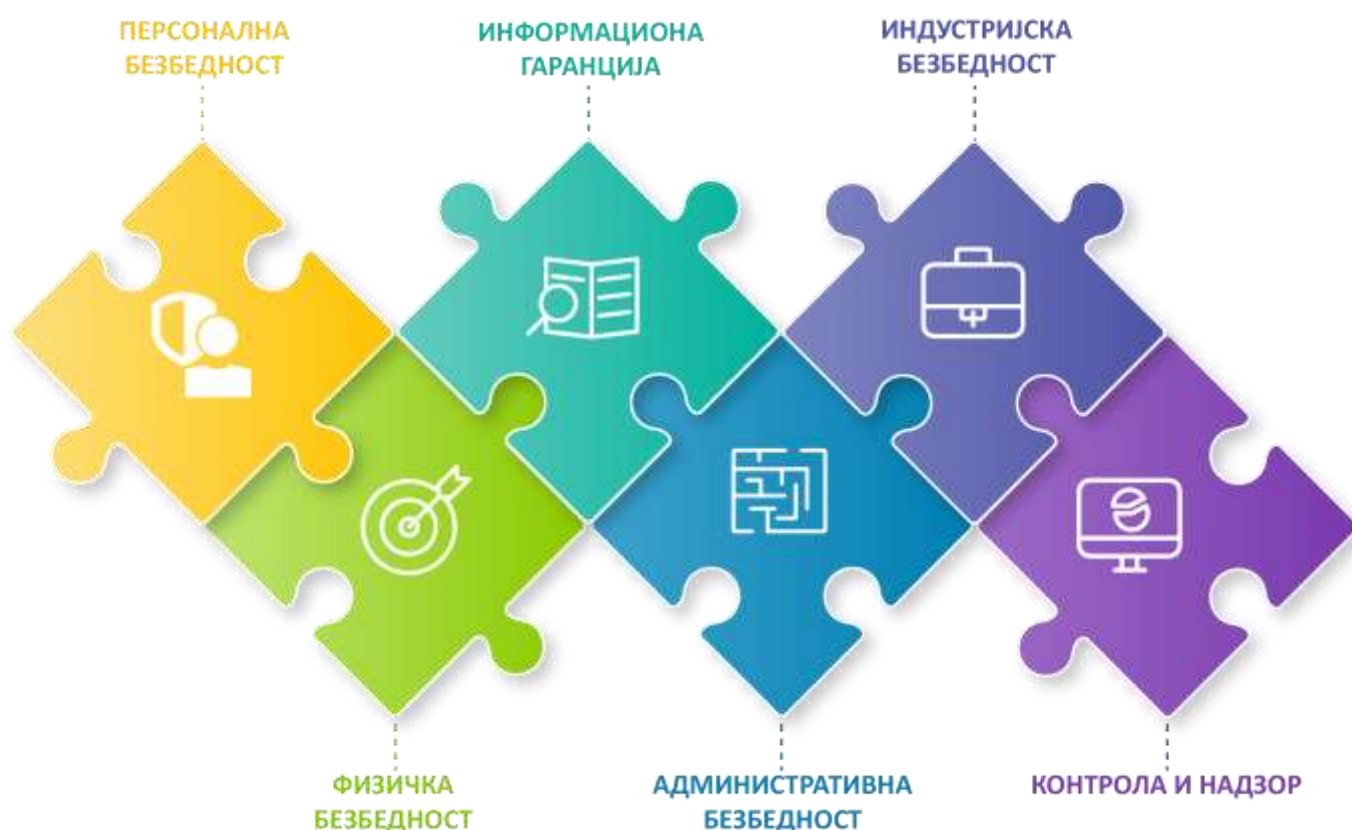 ПЕРСОНАЛНА
БЕЗБЕДНОСТ
ИНФОРМАЦИОНА
ГАРАНЦИЈА
ИНДУСТРИЈСКА
БЕЗБЕДНОСТ
ФИЗИЧКА
БЕЗБЕДНОСТ
АДМИНИСТРАТИВНА
БЕЗБЕДНОСТ
КОНТРОЛА И НАДЗОР